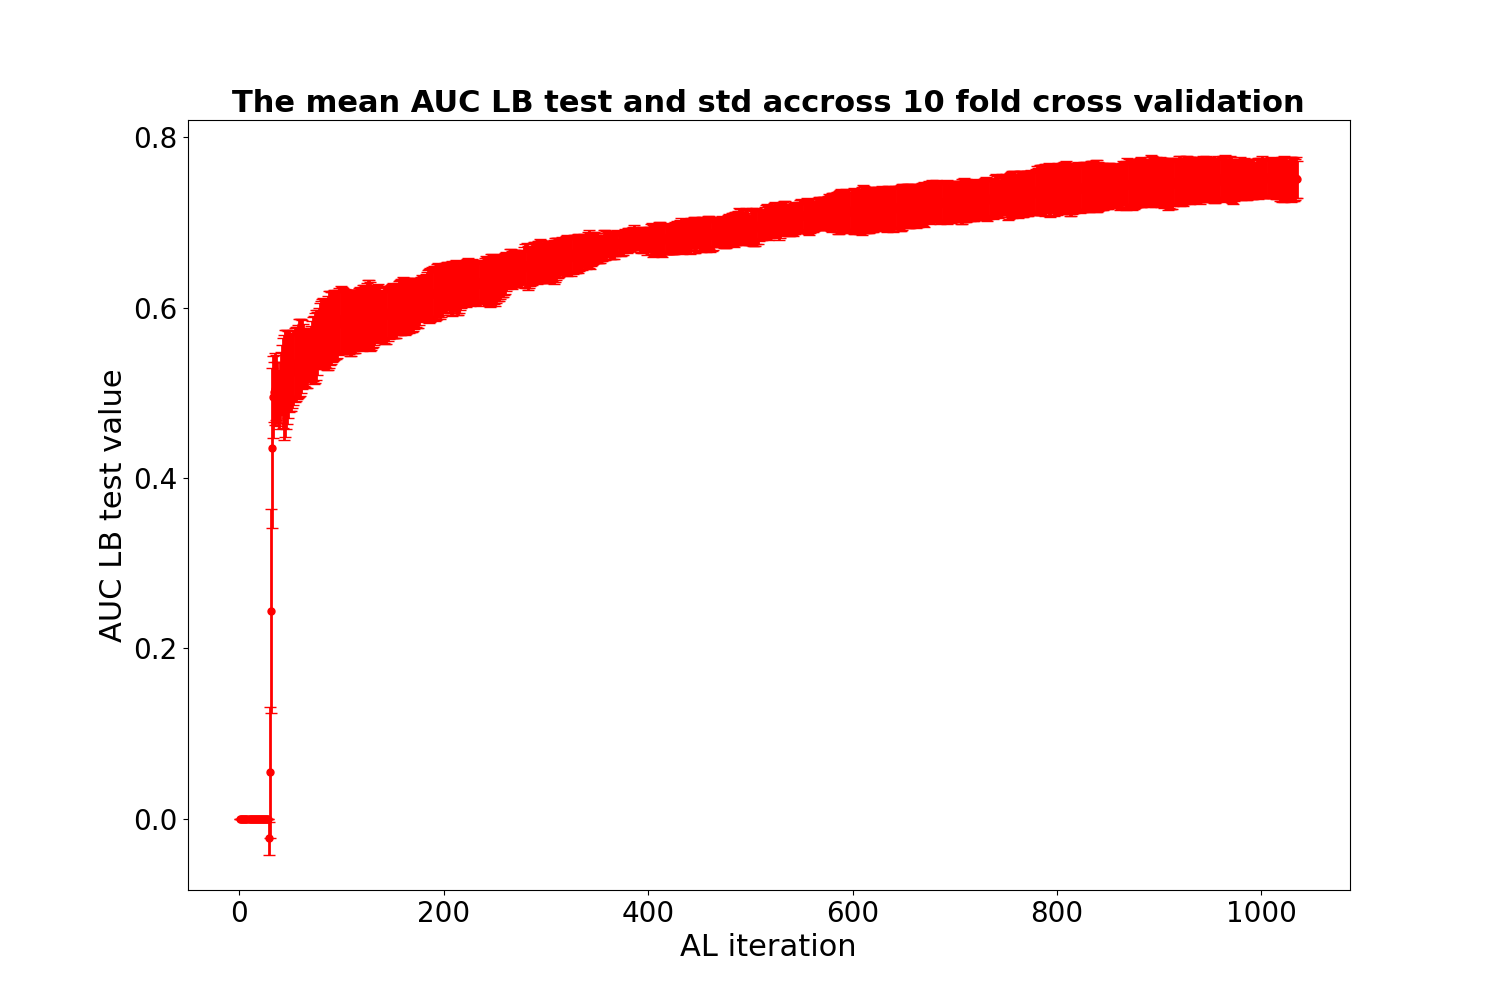 The mean AUC LB test and std accross 10 fold cross validation
0.8
0.6
0.4
0.2
0.0
AUC LB test value
0 200 400 600 800 1000
AL iteration